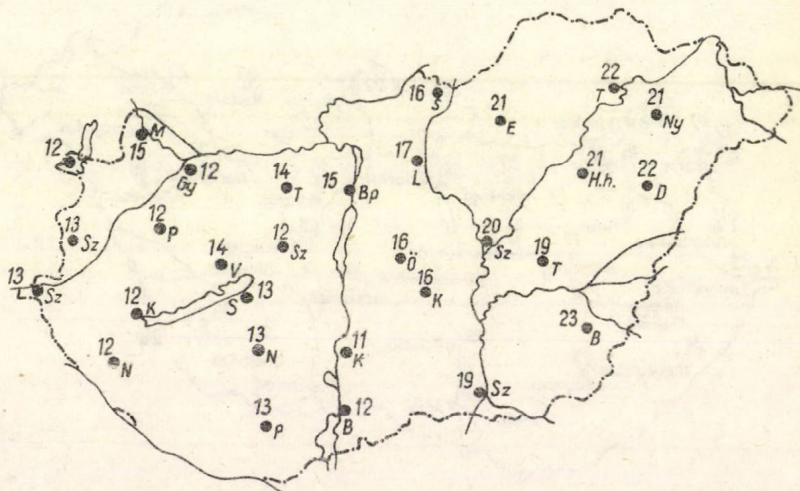 16
S
22
T
21
Ny
21
E
15
M
12
12
Gy
17
L
21
H.h.
22
D
14
T
15
Bp
13
Sz
12
P
12
Sz
14
V
16
Ö
20
Sz
19
T
13
L.
Sz
12
K
S
13
16
K
23
B
12
N
13
N
11
K
19
Sz
13
P
12
B